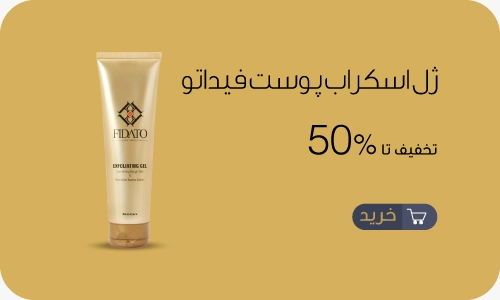 ژل اسکراب پوست فیداتو
تخفیف تا 50%
خرید
FIDATO
EXFOLIATING GEL